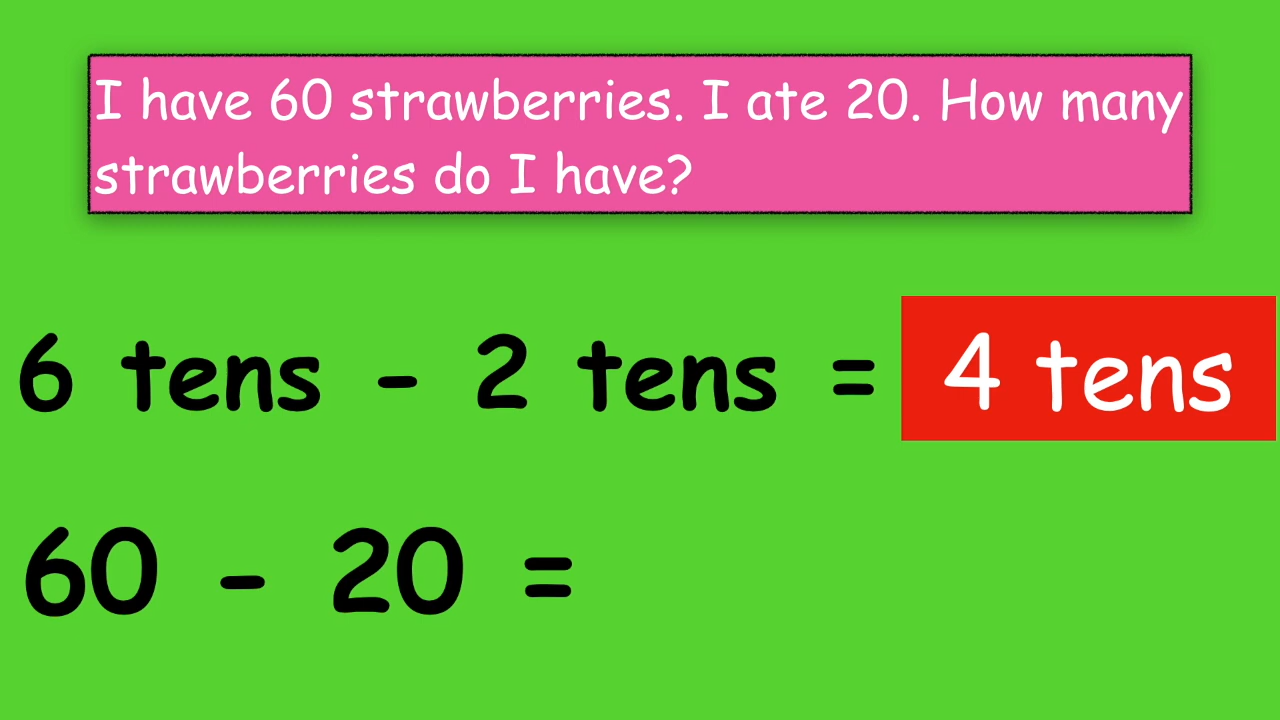 I have 60 strawberries. I ate 20. How many
strawberries do I have?
6 tens - 2 tens = 4 tens
60 - 20 =